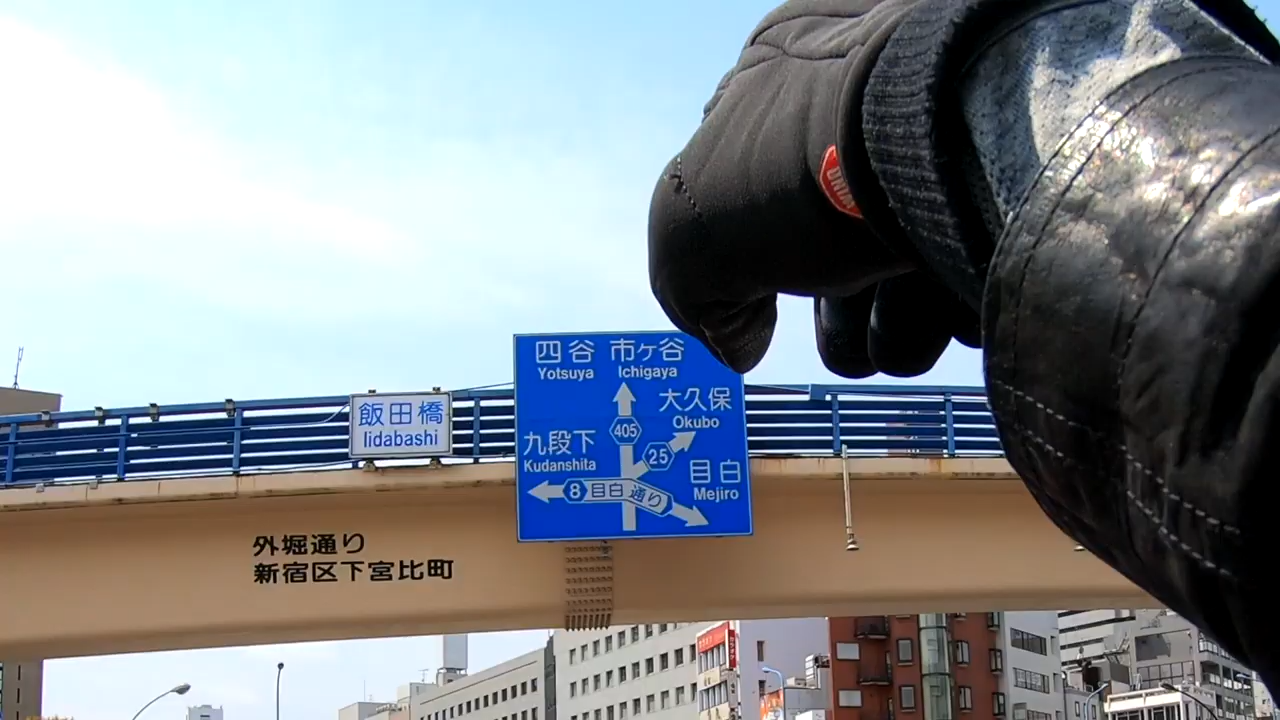 四谷 市ヶ谷
Yotsuya Ichigaya
大久保
Okubo
405
九段下
Kudanshita
25
目白
Mejiro
8 目白通り
飯田橋
Iidabashi
外堀通り
新宿区下宮比町